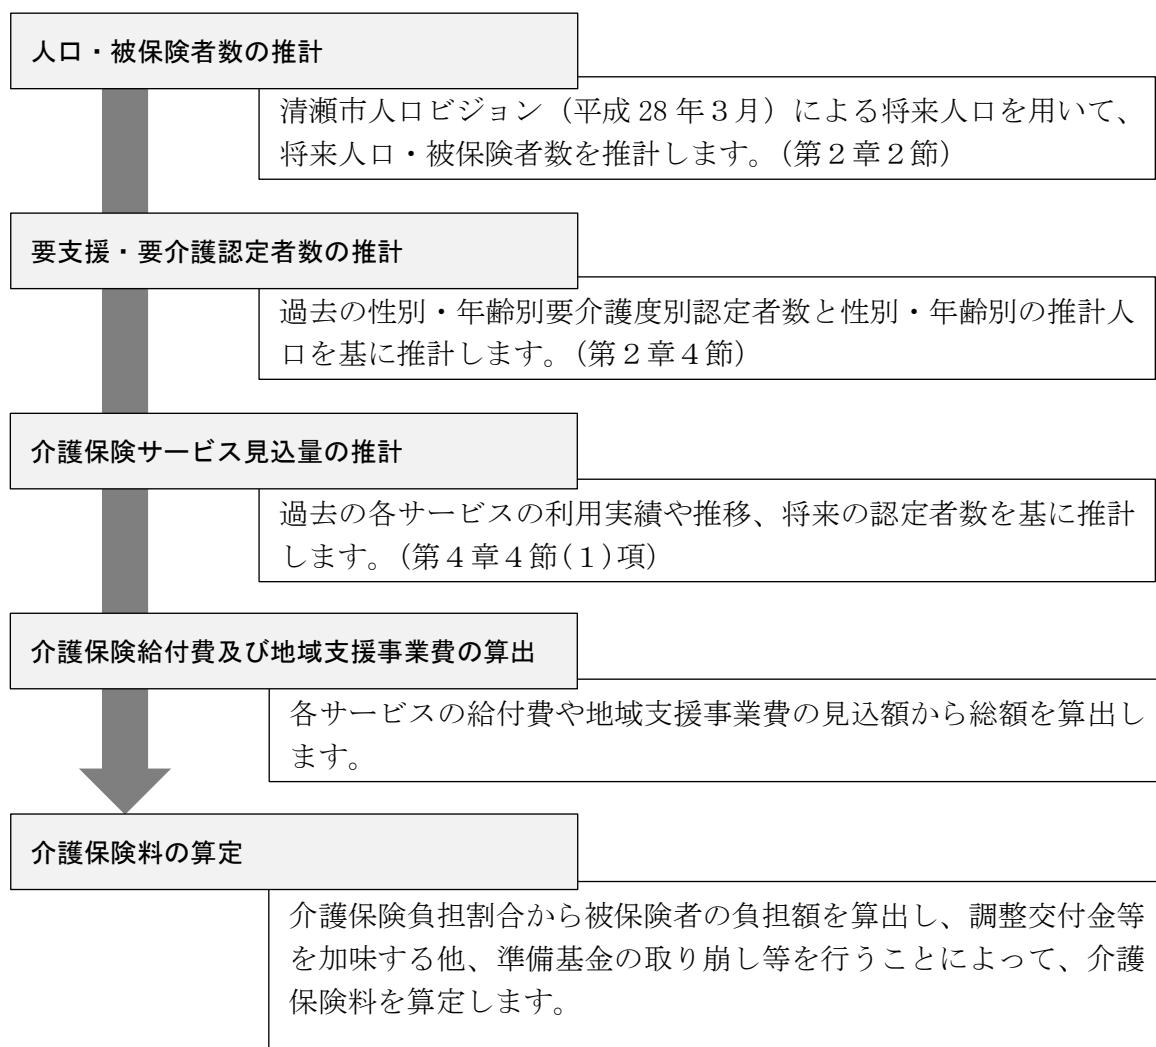 人口・被保険者数の推計
清瀬市人口ビジョン（平成 28 年３月）による将来人口を用いて、
将来人口・被保険者数を推計します。（第２章２節）
要支援・要介護認定者数の推計
過去の性別・年齢別要介護度別認定者数と性別・年齢別の推計人
口を基に推計します。（第２章４節）
介護保険サービス見込量の推計
過去の各サービスの利用実績や推移、将来の認定者数を基に推計
します。（第４章４節(１)項）
介護保険給付費及び地域支援事業費の算出
各サービスの給付費や地域支援事業費の見込額から総額を算出し
ます。
介護保険料の算定
介護保険負担割合から被保険者の負担額を算出し、調整交付金等
を加味する他、準備基金の取り崩し等を行うことによって、介護
保険料を算定します。